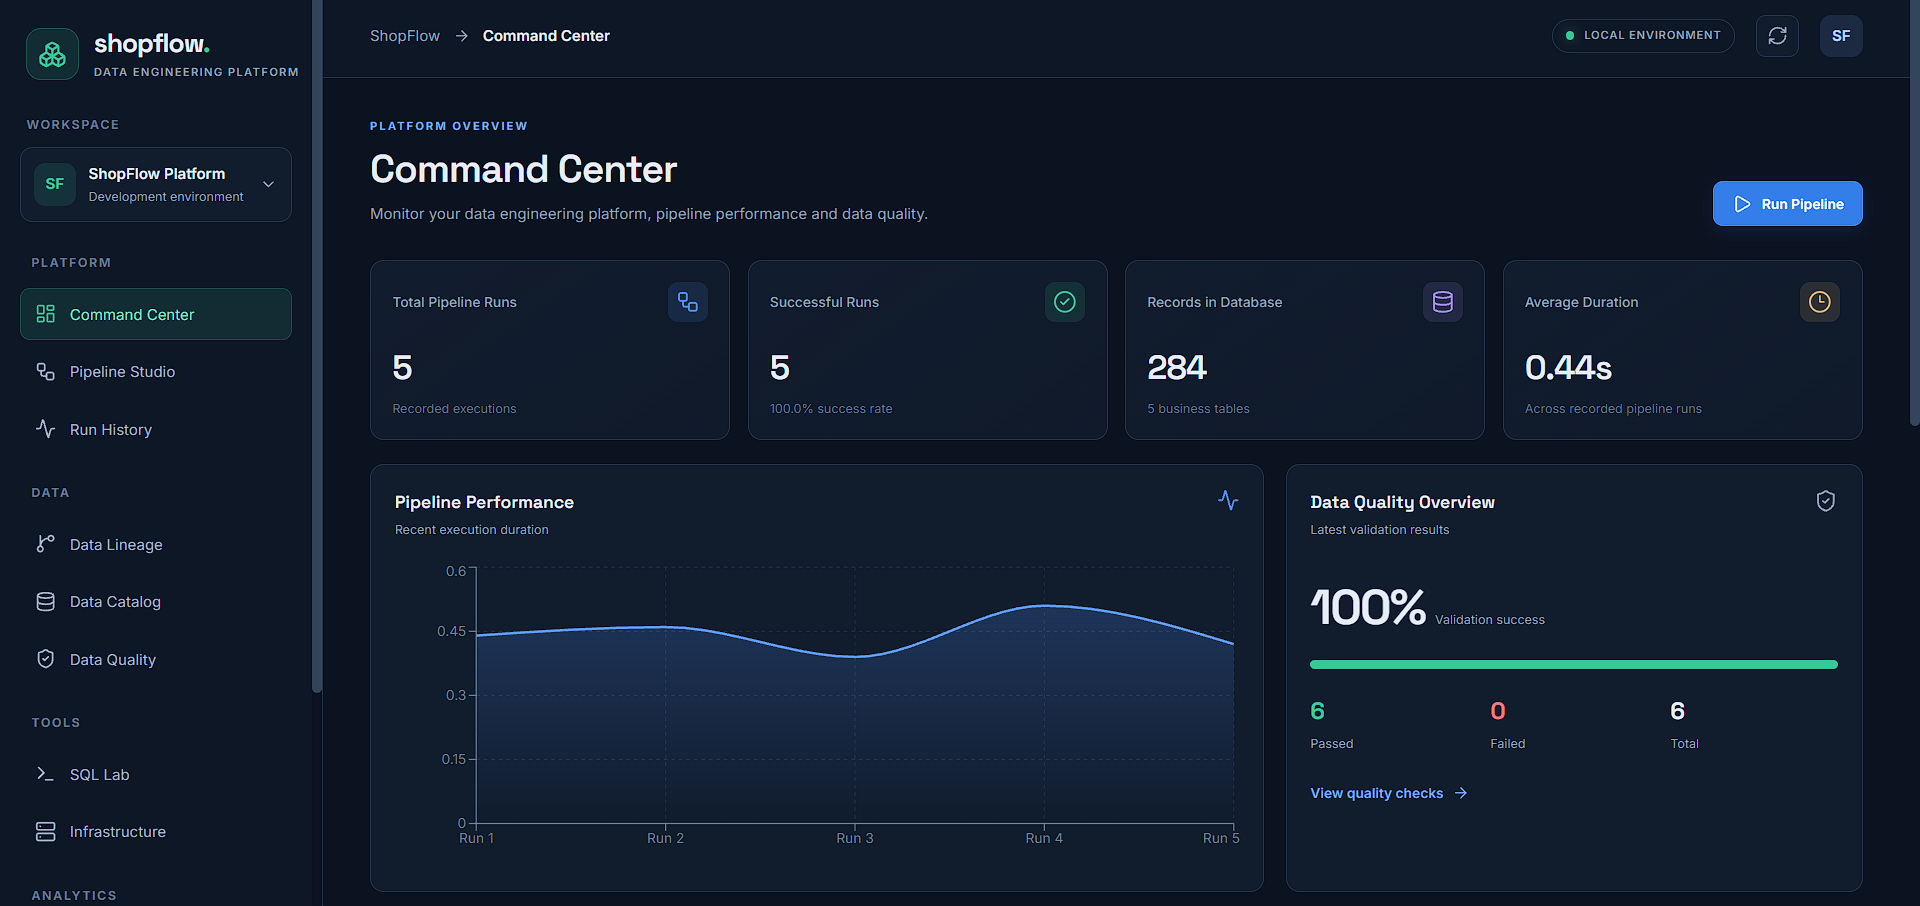 shopflow.
DATA ENGINEERING PLATFORM
WORKSPACE
SF
ShopFlow Platform
Development environment
PLATFORM
Command Center
Pipeline Studio
Run History
DATA
Data Lineage
Data Catalog
Data Quality
TOOLS
SQL Lab
Infrastructure
ANALYTICS
ShopFlow → Command Center
LOCAL ENVIRONMENT
SF
PLATFORM OVERVIEW
Command Center
Monitor your data engineering platform, pipeline performance and data quality.
Run Pipeline
Total Pipeline Runs
5
Recorded executions
Successful Runs
5
100.0% success rate
Records in Database
284
5 business tables
Average Duration
0.44s
Across recorded pipeline runs
Pipeline Performance
Recent execution duration
0.6
0.45
0.3
0.15
0
Run 1 Run 2 Run 3 Run 4 Run 5
Data Quality Overview
Latest validation results
100% Validation success
6 0 6
Passed Failed Total
View quality checks →